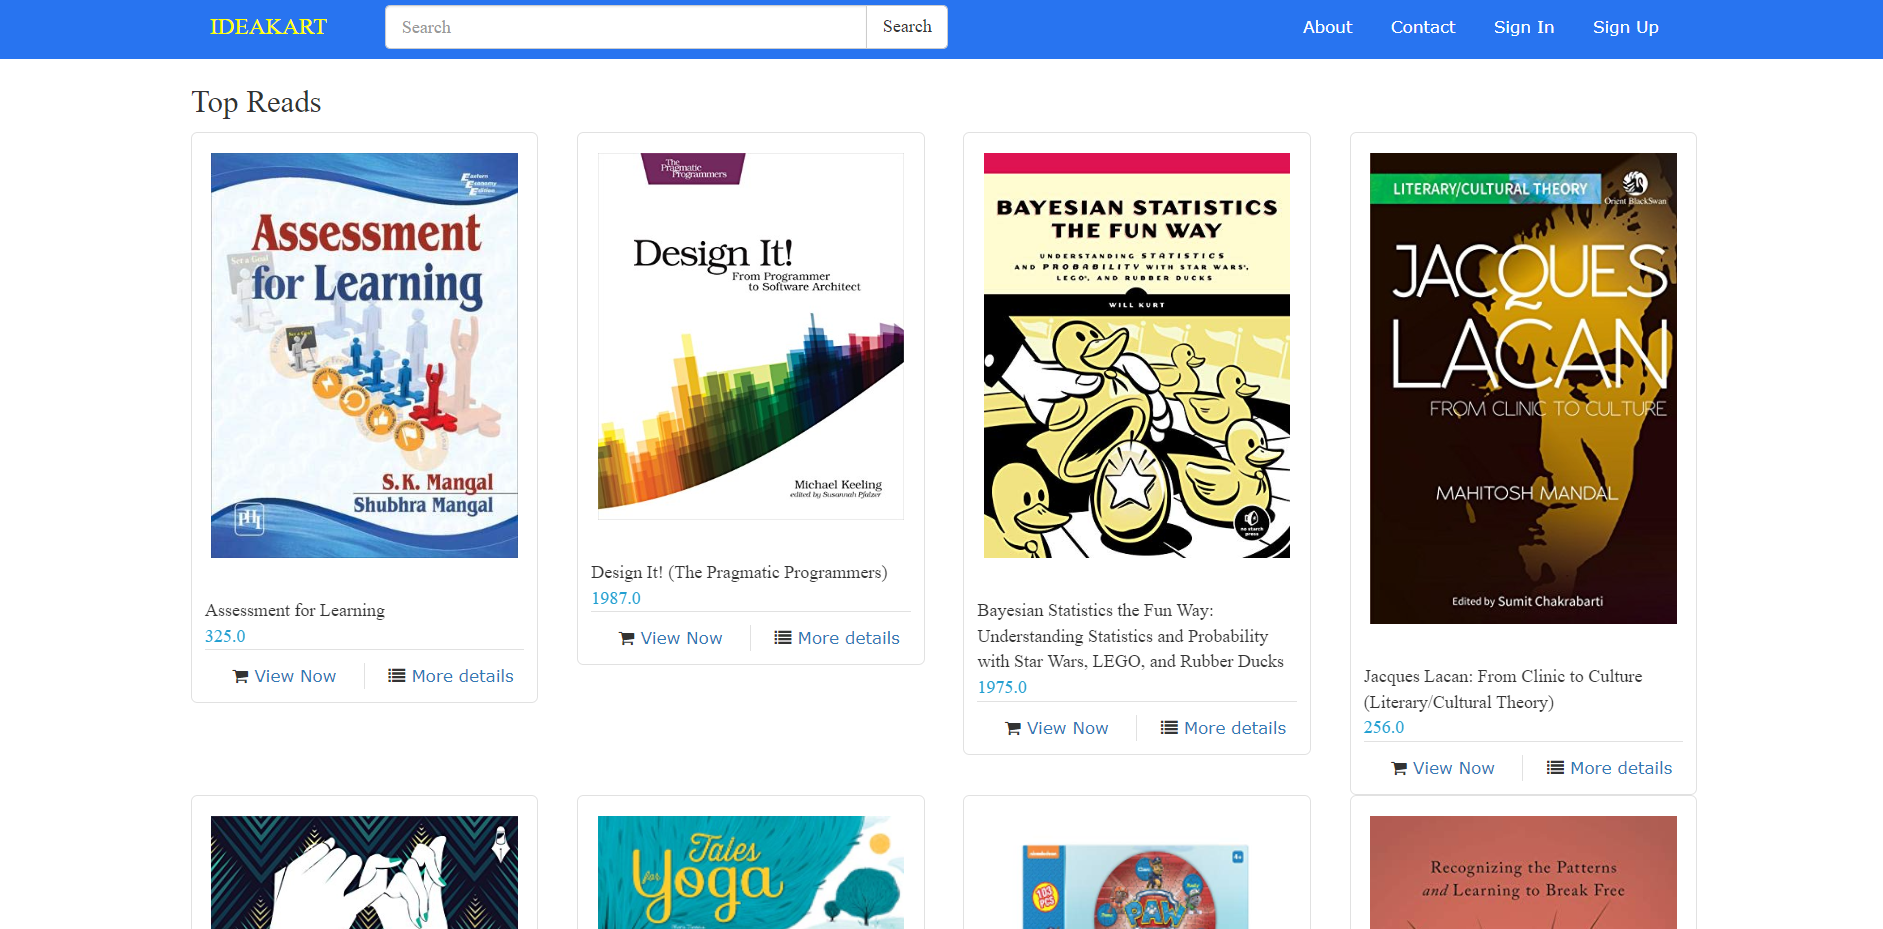 IDEAKART
Search
Search
About
Contact
Sign In
Sign Up
Top Reads
Eastern
Economy
Edition
Assessment
for Learning
Set a Goal
S.K. Mangal
Shubhra Mangal
PHI
Assessment for Learning
325.0
View Now
More details
The
Pragmatic
Programmers
Design It!
From Programmer
to Software Architect
Michael Keeling
edited by Susannah Pfalzer
Design It! (The Pragmatic Programmers)
1987.0
View Now
More details
BAYESIAN STATISTICS
THE FUN WAY
UNDERSTANDING STATISTICS
AND PROBABILITY WITH STAR WARS®,
LEGO®, AND RUBBER DUCKS
WILL KURT
no starch
press
Bayesian Statistics the Fun Way:
Understanding Statistics and Probability
with Star Wars, LEGO, and Rubber Ducks
1975.0
View Now
More details
LITERARY/CULTURAL THEORY
Orient BlackSwan
JACQUES
LACAN
FROM CLINIC TO CULTURE
MAHITOSH MANDAL
Edited by Sumit Chakrabarti
Jacques Lacan: From Clinic to Culture
(Literary/Cultural Theory)
256.0
View Now
More details
Tales
for
Yoga
nickelodeon
4+
103
PCS
PAW
Recognizing the Patterns
and Learning to Break Free